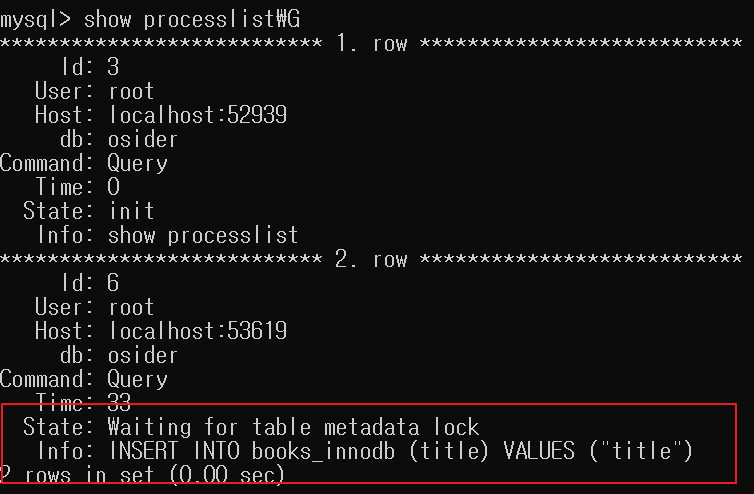 mysql> show processlist₩G
*************************** 1. row ***************************
Id: 3
User: root
Host: localhost:52939
db: osider
Command: Query
Time: 0
State: init
Info: show processlist
*************************** 2. row ***************************
Id: 6
User: root
Host: localhost:53619
db: osider
Command: Query
Time: 33
State: Waiting for table metadata lock
Info: INSERT INTO books_innodb (title) VALUES ("title")
2 rows in set (0.00 sec)